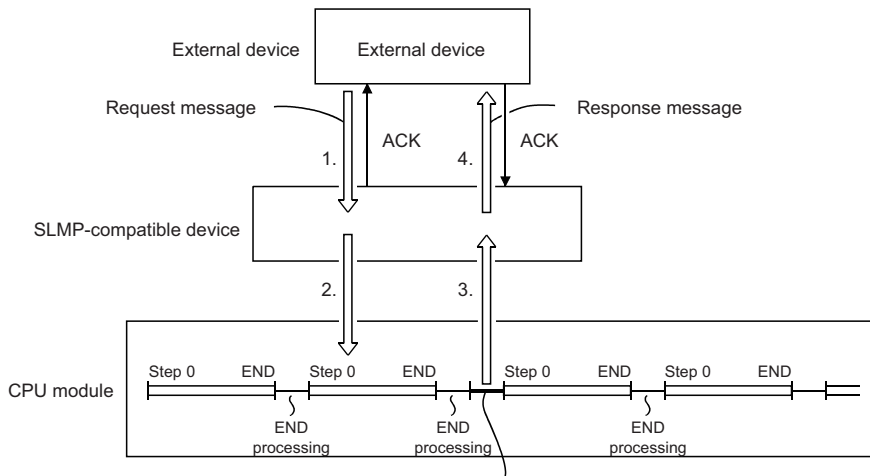 External device
External device
Request message
Response message
ACK
ACK
1.
4.
SLMP-compatible device
2.
3.
Step 0 END Step 0 END Step 0 END Step 0 END
CPU module
END processing
END processing
END processing